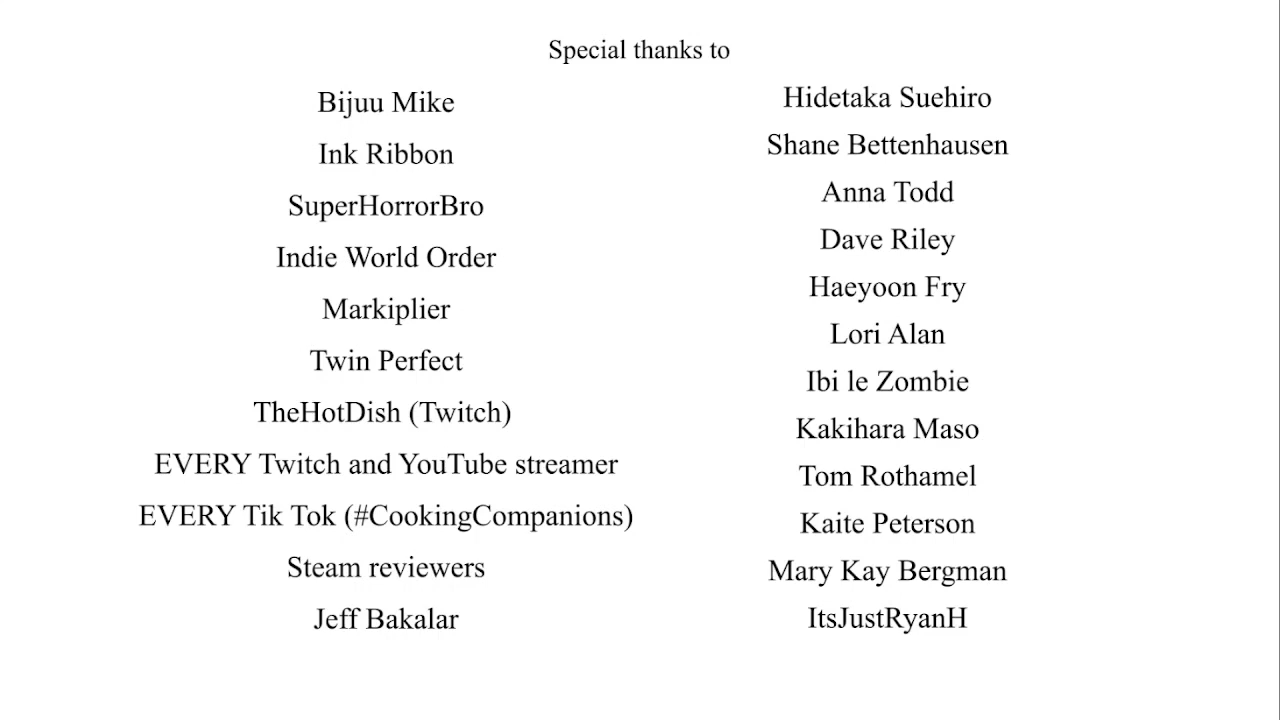 Special thanks to
Bijuu Mike
Ink Ribbon
SuperHorrorBro
Indie World Order
Markiplier
Twin Perfect
TheHotDish (Twitch)
EVERY Twitch and YouTube streamer
EVERY Tik Tok (#CookingCompanions)
Steam reviewers
Jeff Bakalar
Hidetaka Suehiro
Shane Bettenhausen
Anna Todd
Dave Riley
Haeyoon Fry
Lori Alan
Ibi le Zombie
Kakihara Maso
Tom Rothamel
Kaite Peterson
Mary Kay Bergman
ItsJustRyanH